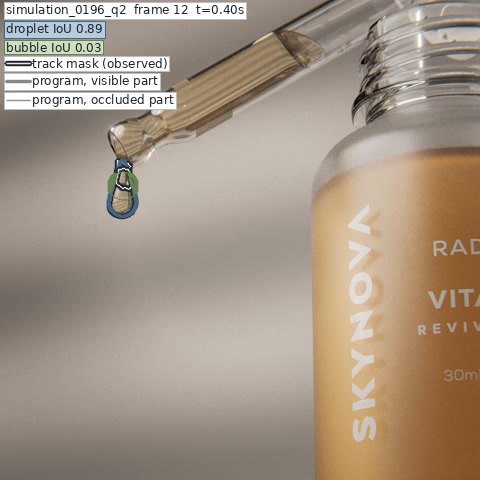 simulation_0196_q2 frame 12 t=0.40s
droplet IoU 0.89
bubble IoU 0.03
track mask (observed)
program, visible part
program, occluded part
SKYNOVA
RAD
VITA
REVIV
30ml